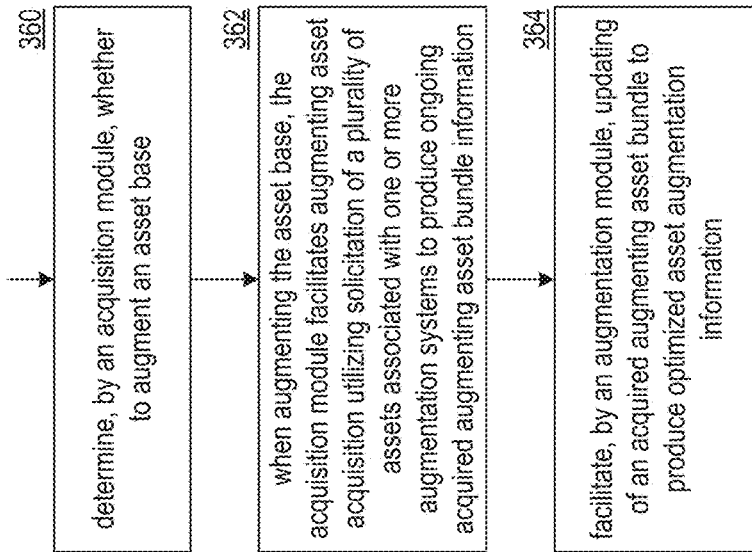 360
determine, by an acquisition module, whether
to augment an asset base
362
when augmenting the asset base, the
acquisition module facilitates augmenting asset
acquisition utilizing solicitation of a plurality of
assets associated with one or more
augmentation systems to produce ongoing
acquired augmenting asset bundle information
364
facilitate, by an augmentation module, updating
of an acquired augmenting asset bundle to
produce optimized asset augmentation
information